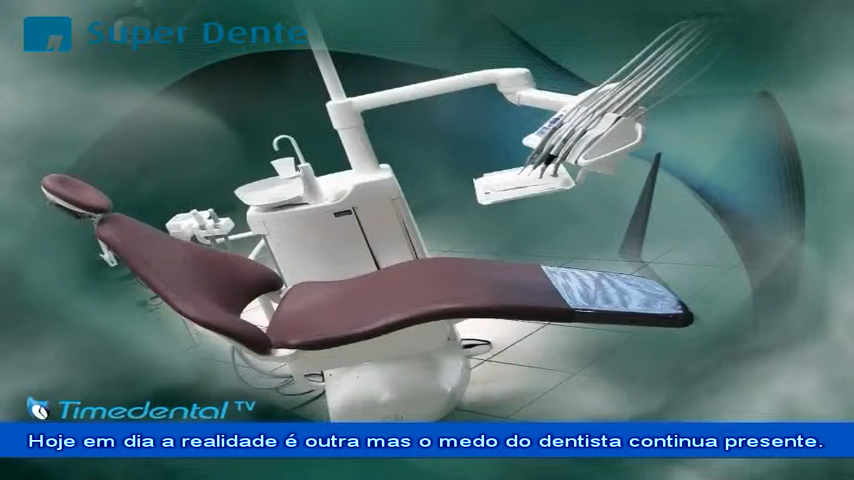 Super Dente
Timedental TV
Hoje em dia a realidade é outra mas o medo do dentista continua presente.